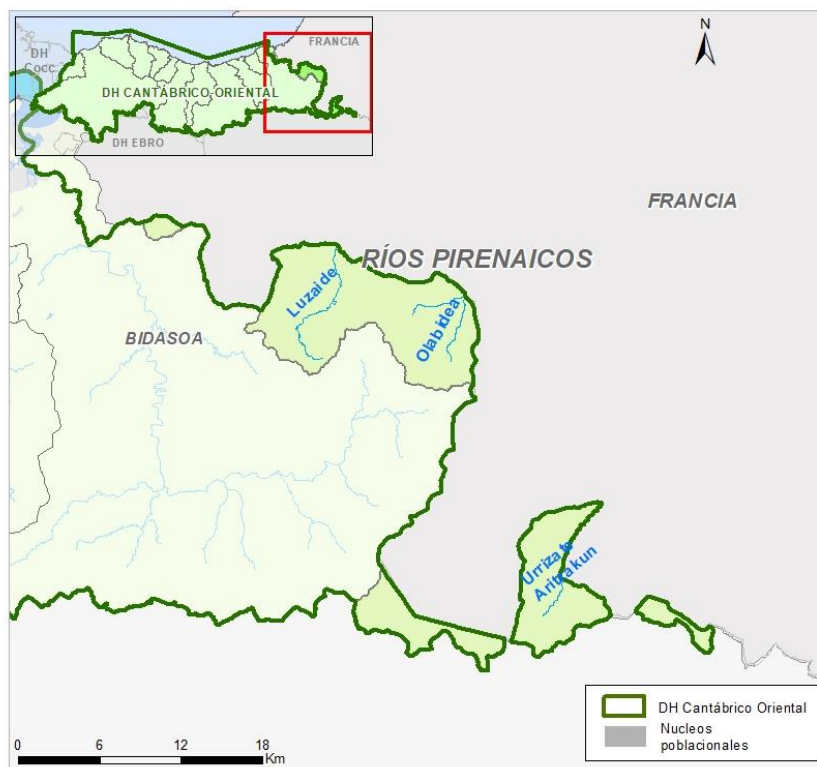 FRANCIA
DH
Cocc
DH CANTÁBRICO ORIENTAL
DH EBRO
N
FRANCIA
RÍOS PIRENAICOS
Luzaide
Olabidea
BIDASOA
Urrizate
Aritzakun
DH Cantábrico Oriental
Nucleos
poblacionales
0 6 12 18
Km